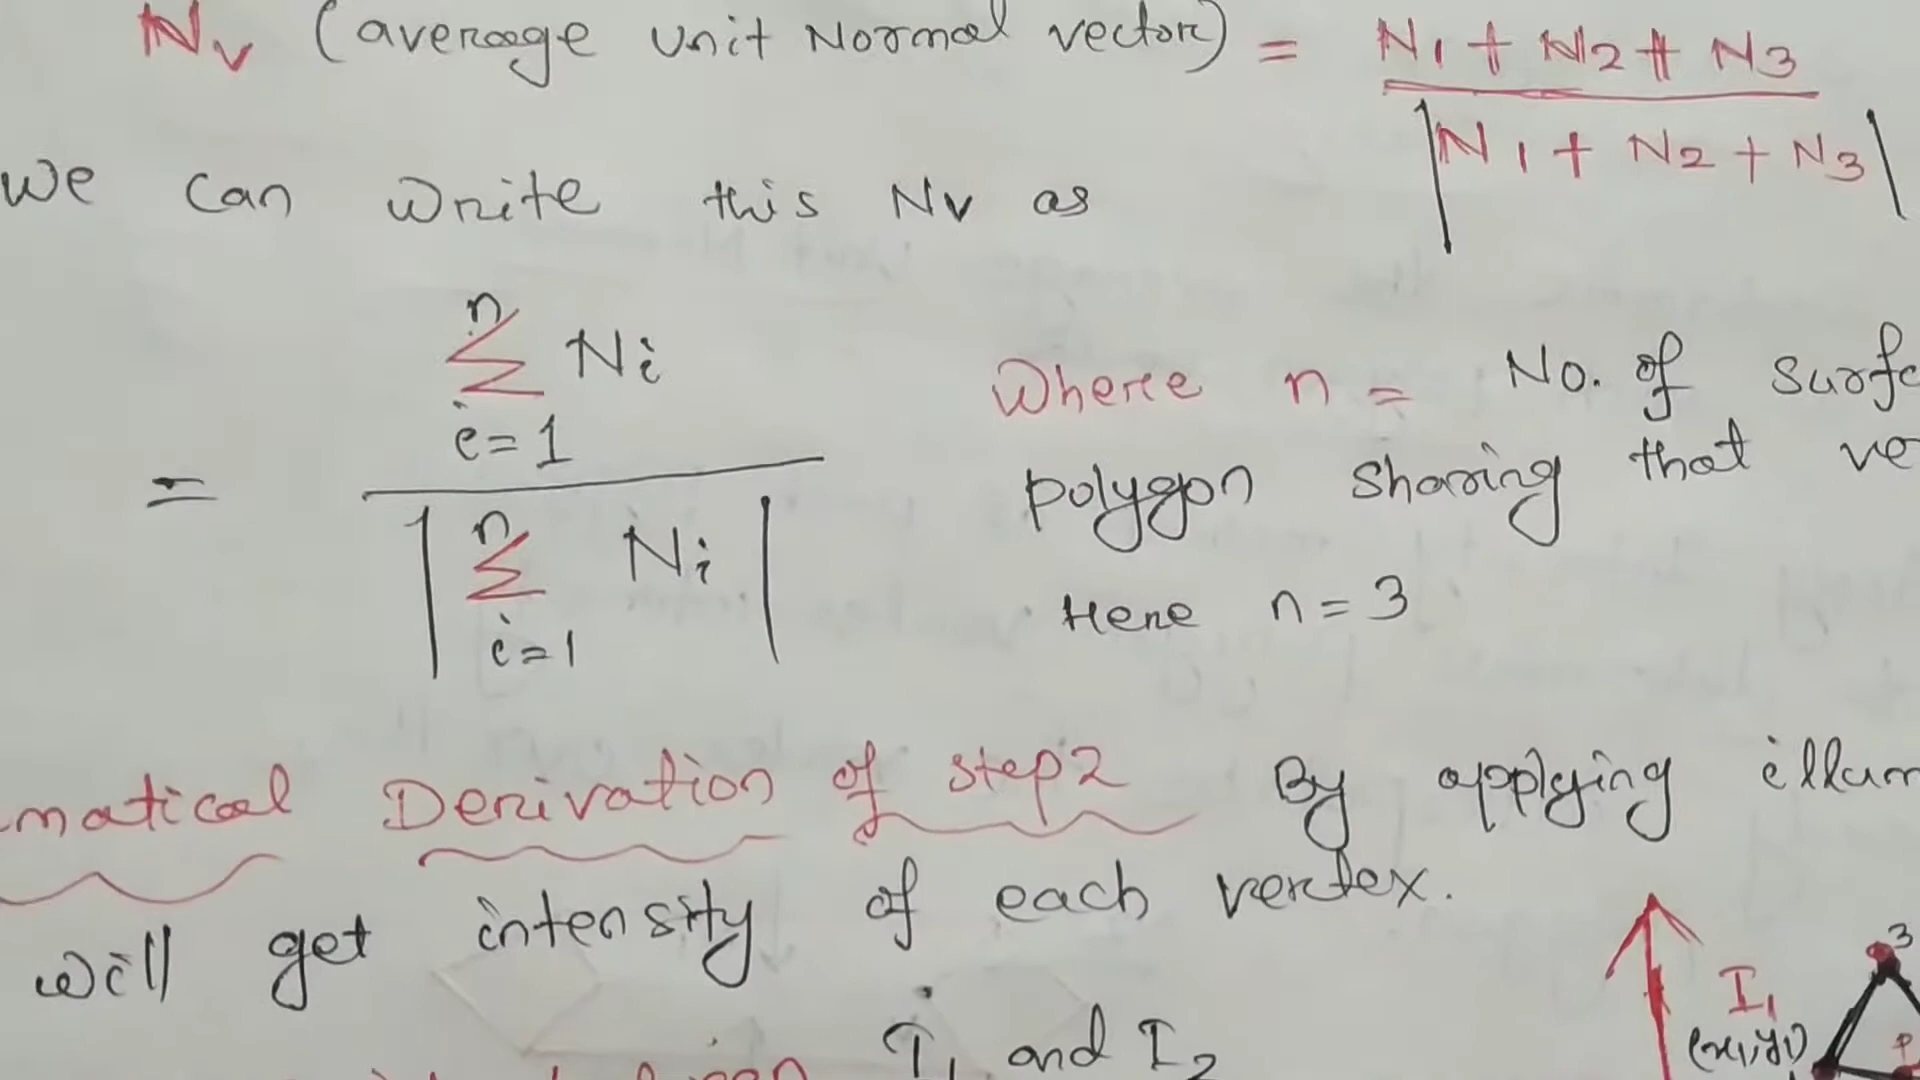 Nv (average unit Normal vector) = N1 + N2 + N3
|N1 + N2 + N3|
We can write this Nv as
n
Σ Ni
i=1
=
n
|Σ Ni|
i=1
Where n = No. of
polygon sharing that
Here n = 3
Derivation of step2 By applying
will get intensity of each vertex.
I1 and I2
3
I1
(x1,y1)
P